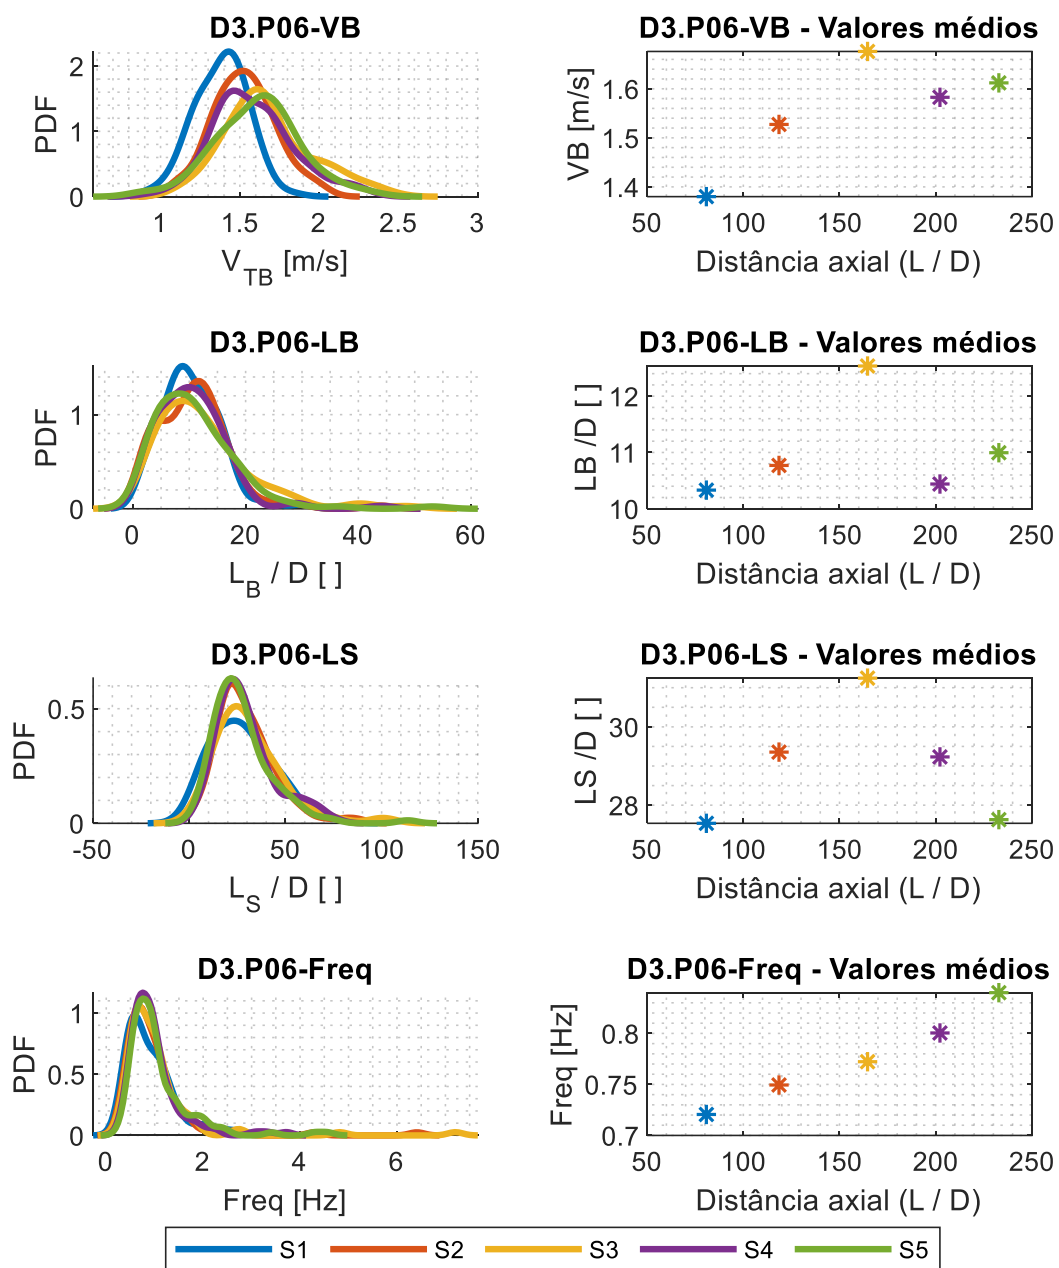 D3.P06-VB
PDF
2
1
0
1
1.5
2
2.5
3
V_TB [m/s]
D3.P06-VB - Valores médios
VB [m/s]
1.6
1.5
1.4
50
100
150
200
250
Distância axial (L / D)
D3.P06-LB
PDF
1
0
0
20
40
60
L_B / D [ ]
D3.P06-LB - Valores médios
LB /D [ ]
12
11
10
50
100
150
200
250
Distância axial (L / D)
D3.P06-LS
PDF
0.5
0
-50
0
50
100
150
L_S / D [ ]
D3.P06-LS - Valores médios
LS /D [ ]
30
28
50
100
150
200
250
Distância axial (L / D)
D3.P06-Freq
PDF
1
0.5
0
0
2
4
6
Freq [Hz]
D3.P06-Freq - Valores médios
Freq [Hz]
0.8
0.75
0.7
50
100
150
200
250
Distância axial (L / D)
S1
S2
S3
S4
S5